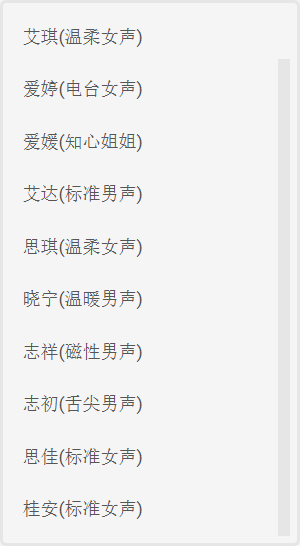 艾琪(温柔女声)
爱婷(电台女声)
爱媛(知心姐姐)
艾达(标准男声)
思琪(温柔女声)
晓宁(温暖男声)
志祥(磁性男声)
志初(舌尖男声)
思佳(标准女声)
桂安(标准女声)